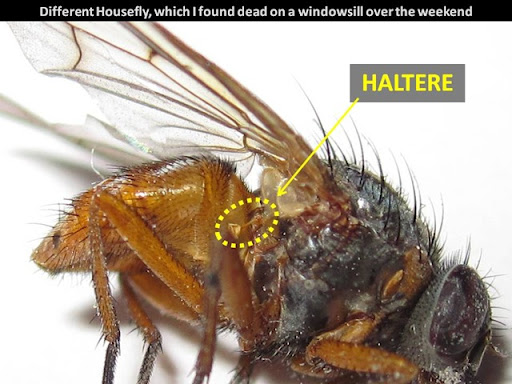 Different Housefly, which I found dead on a windowsill over the weekend
HALTERE